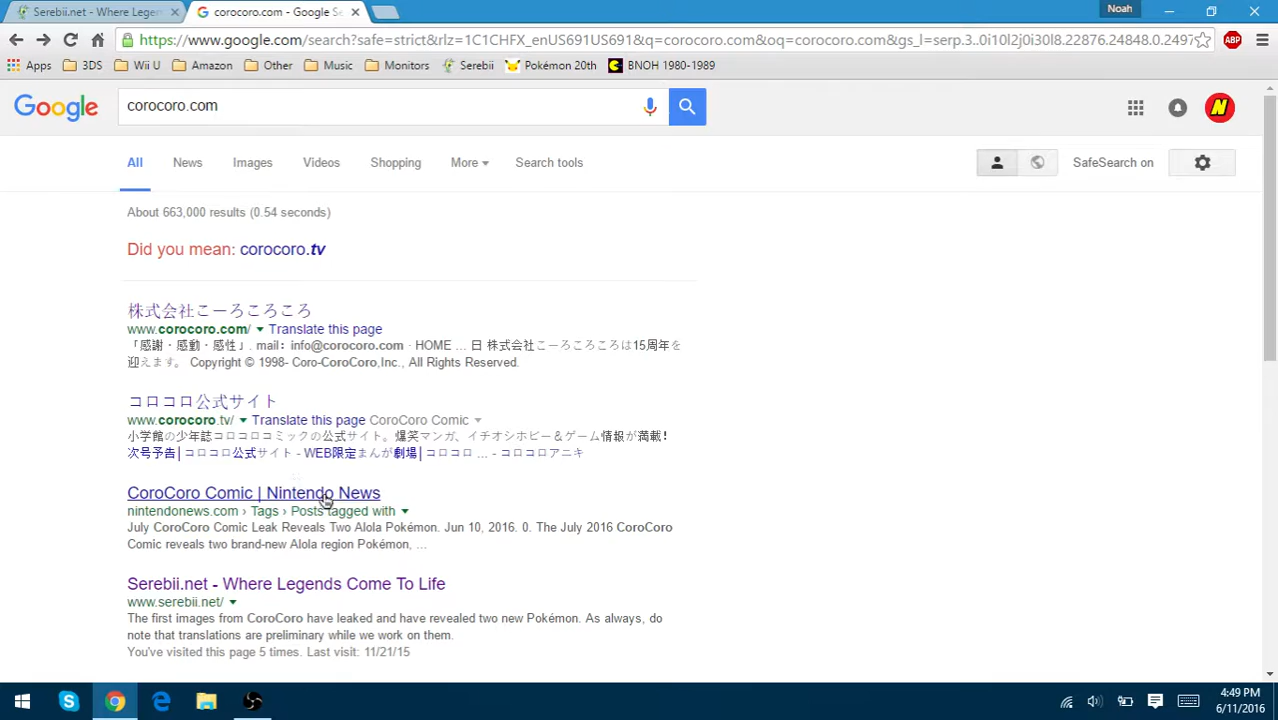 Serebii.net - Where Legen
corocoro.com - Google Se
Noah
https://www.google.com/search?safe=strict&rlz=1C1CHFX_enUS691US691&q=corocoro.com&oq=corocoro.com&gs_l=serp.3..0i10l2j0i30l8.22876.24848.0.2497
ABP
Apps 3DS Wii U Amazon Other Music Monitors Serebii Pokémon 20th BNOH 1980-1989
Google
corocoro.com
N
All News Images Videos Shopping More Search tools
SafeSearch on
About 663,000 results (0.54 seconds)
Did you mean: corocoro.tv
株式会社こーろころころ
www.corocoro.com/ Translate this page
「感謝・感動・感性」. mail：info@corocoro.com · HOME ... 日 株式会社こーろころころは15周年を
迎えます。 Copyright © 1998- Coro-CoroCoro,Inc., All Rights Reserved.
コロコロ公式サイト
www.corocoro.tv/ Translate this page CoroCoro Comic
小学館の少年誌コロコロコミックの公式サイト。爆笑マンガ、イチオシホビー＆ゲーム情報が満載!
次号予告| コロコロ公式サイト - WEB限定まんが劇場| コロコロ ... - コロコロアニキ
CoroCoro Comic | Nintendo News
nintendonews.com › Tags › Posts tagged with
July CoroCoro Comic Leak Reveals Two Alola Pokémon. Jun 10, 2016. 0. The July 2016 CoroCoro
Comic reveals two brand-new Alola region Pokémon, ...
Serebii.net - Where Legends Come To Life
www.serebii.net/
The first images from CoroCoro have leaked and have revealed two new Pokémon. As always, do
note that translations are preliminary while we work on them.
You've visited this page 5 times. Last visit: 11/21/15
4:49 PM
6/11/2016